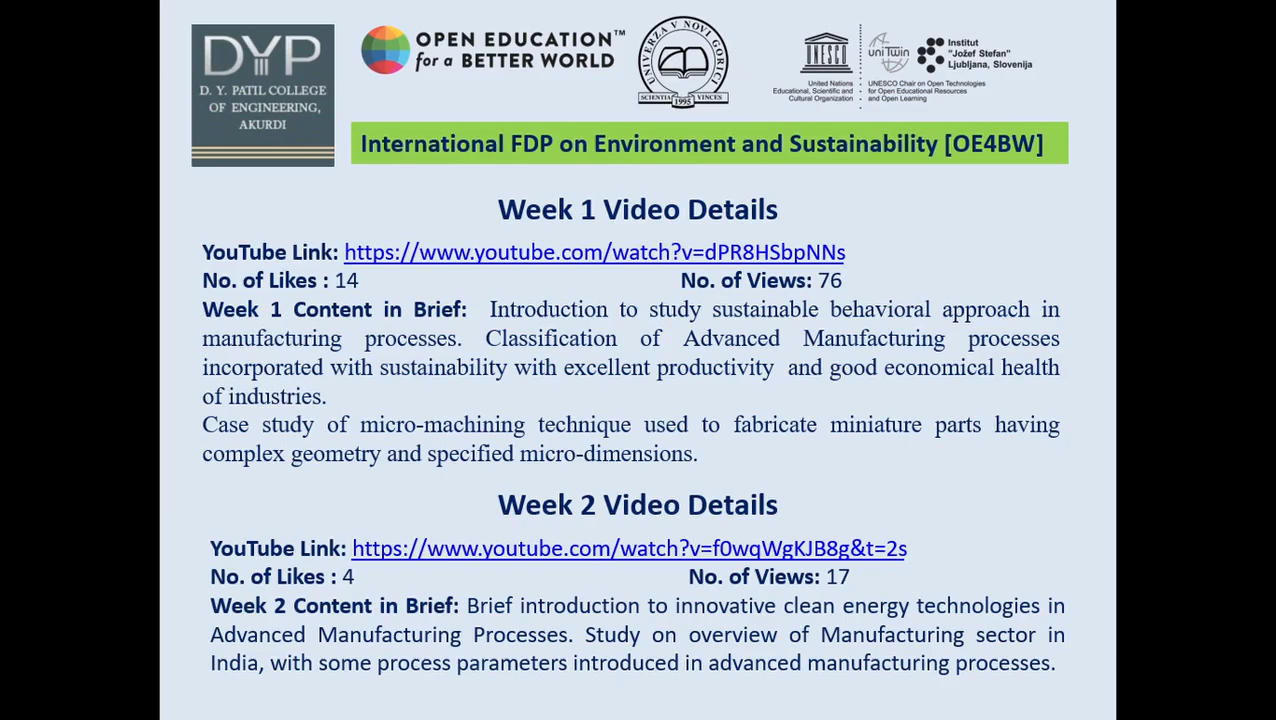 DYP
D. Y. PATIL COLLEGE
OF ENGINEERING,
AKURDI
OPEN EDUCATION™
for a BETTER WORLD
UNIVERZA V NOVI GORICI
SCIENTIA VINCES
1995
UNESCO
United Nations
Educational, Scientific and
Cultural Organization
uniTwin
Institut
"Jožef Stefan"
Ljubljana, Slovenija
UNESCO Chair on Open Technologies
for Open Educational Resources
and Open Learning
International FDP on Environment and Sustainability [OE4BW]
Week 1 Video Details
YouTube Link: https://www.youtube.com/watch?v=dPR8HSbpNNs
No. of Likes : 14 No. of Views: 76
Week 1 Content in Brief: Introduction to study sustainable behavioral approach in
manufacturing processes. Classification of Advanced Manufacturing processes
incorporated with sustainability with excellent productivity and good economical health
of industries.
Case study of micro-machining technique used to fabricate miniature parts having
complex geometry and specified micro-dimensions.
Week 2 Video Details
YouTube Link: https://www.youtube.com/watch?v=f0wqWgKJB8g&t=2s
No. of Likes : 4 No. of Views: 17
Week 2 Content in Brief: Brief introduction to innovative clean energy technologies in
Advanced Manufacturing Processes. Study on overview of Manufacturing sector in
India, with some process parameters introduced in advanced manufacturing processes.